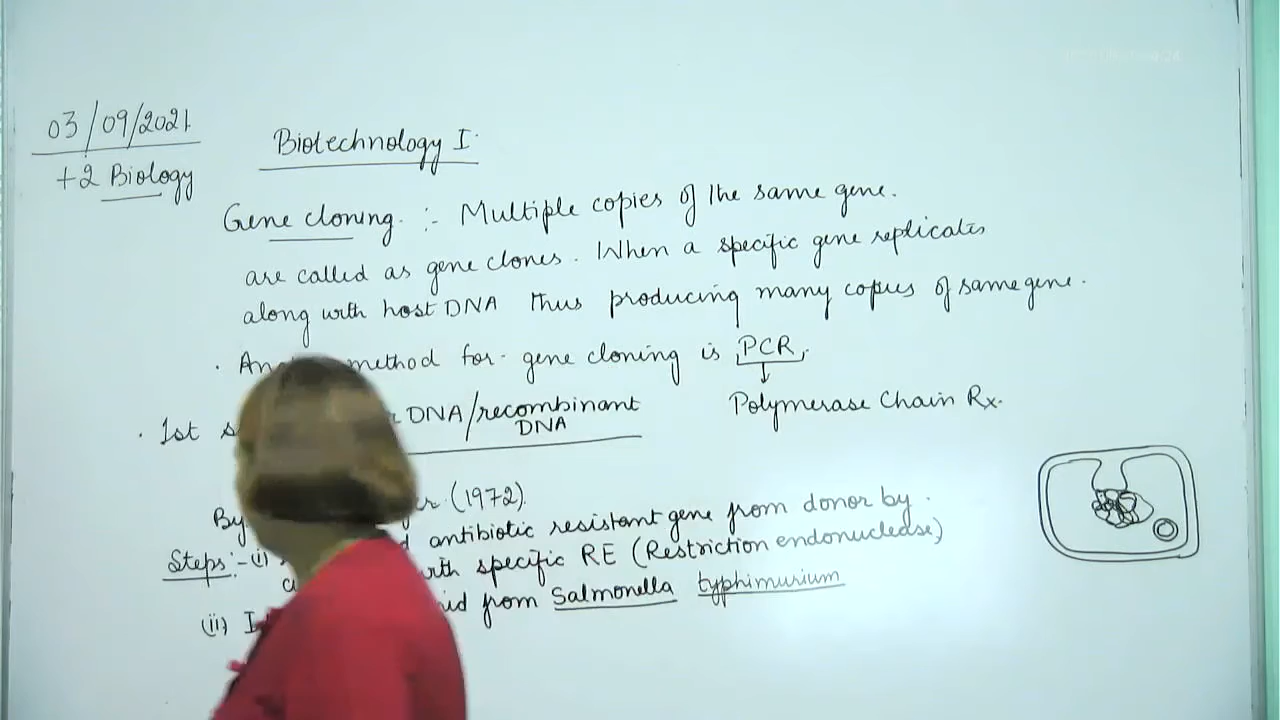 03/09/2021
+2 Biology
Biotechnology I
Gene cloning :- Multiple copies of the same gene.
are called as gene clones. When a specific gene replicates
along with host DNA thus producing many copies of same gene.
. method for gene cloning is PCR.
Polymerase Chain Rx.
. 1st DNA/recombinant
DNA
By (1972).
Steps:- (i) antibiotic resistant gene from donor by.
specific RE (Restriction endonuclease)
(ii) from Salmonella typhimurium